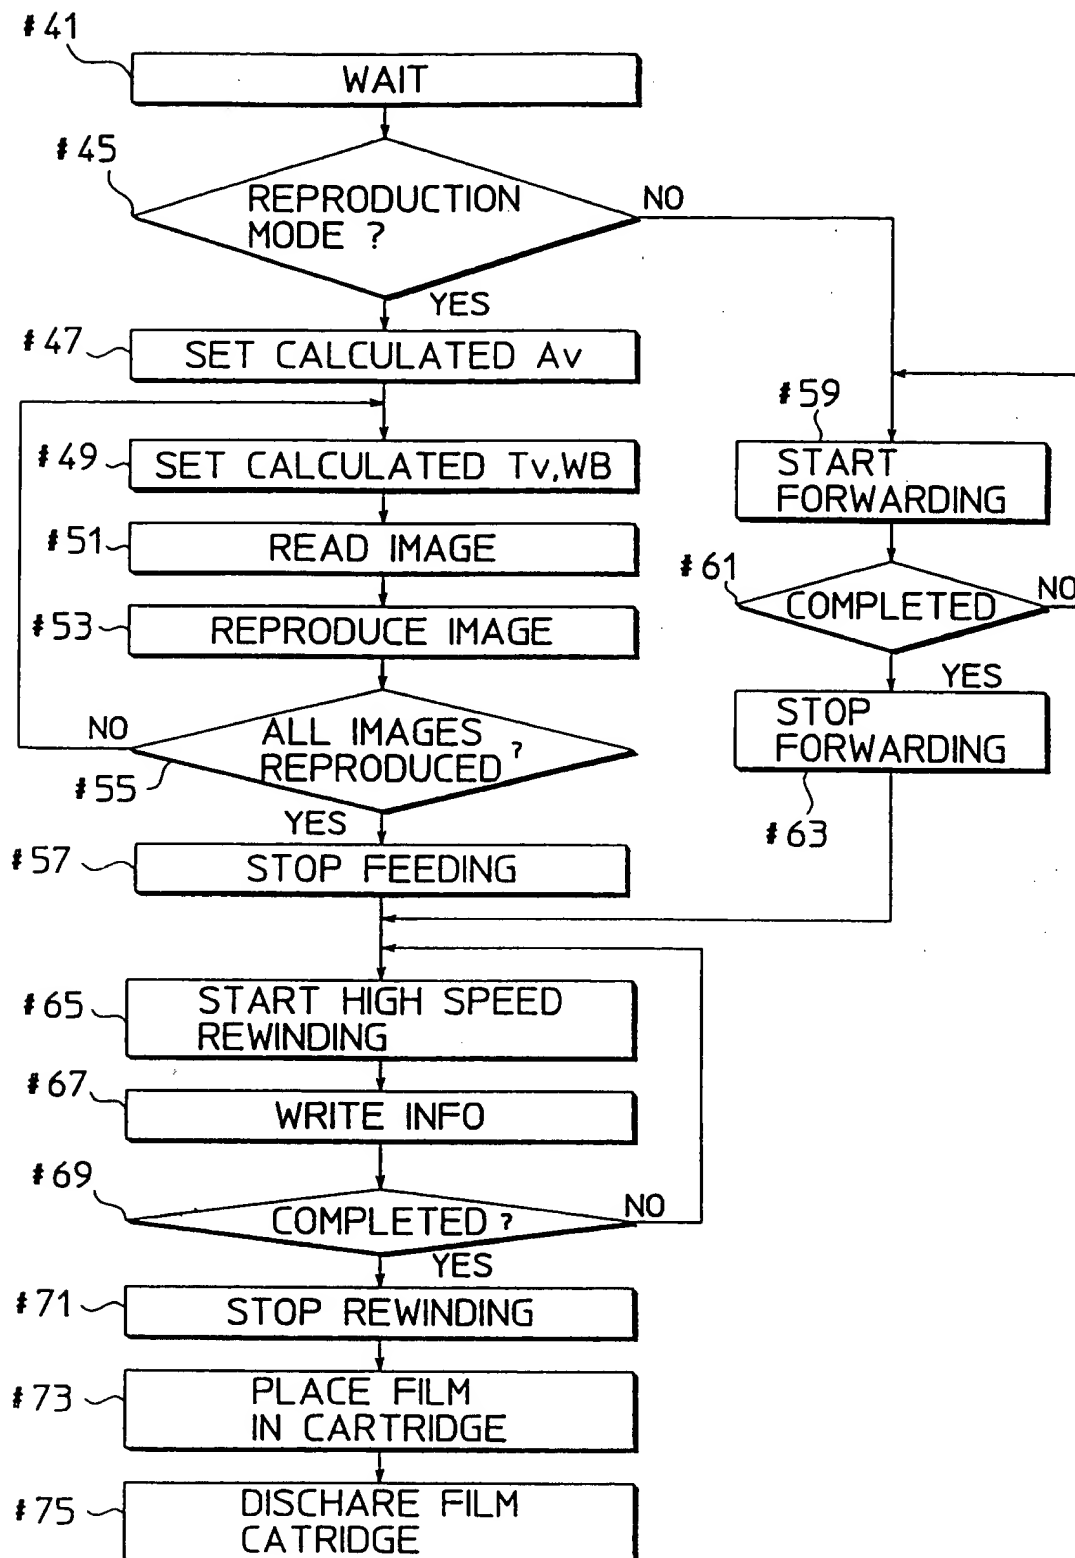 #41
WAIT
#45
REPRODUCTION
MODE ?
NO
YES
#47
SET CALCULATED Av
#49
SET CALCULATED Tv,WB
#59
START
FORWARDING
#51
READ IMAGE
#61
COMPLETED
NO
#53
REPRODUCE IMAGE
YES
STOP
FORWARDING
#63
NO
ALL IMAGES
REPRODUCED ?
#55
YES
#57
STOP FEEDING
#65
START HIGH SPEED
REWINDING
#67
WRITE INFO
#69
COMPLETED ?
NO
YES
#71
STOP REWINDING
#73
PLACE FILM
IN CARTRIDGE
#75
DISCHARE FILM
CATRIDGE